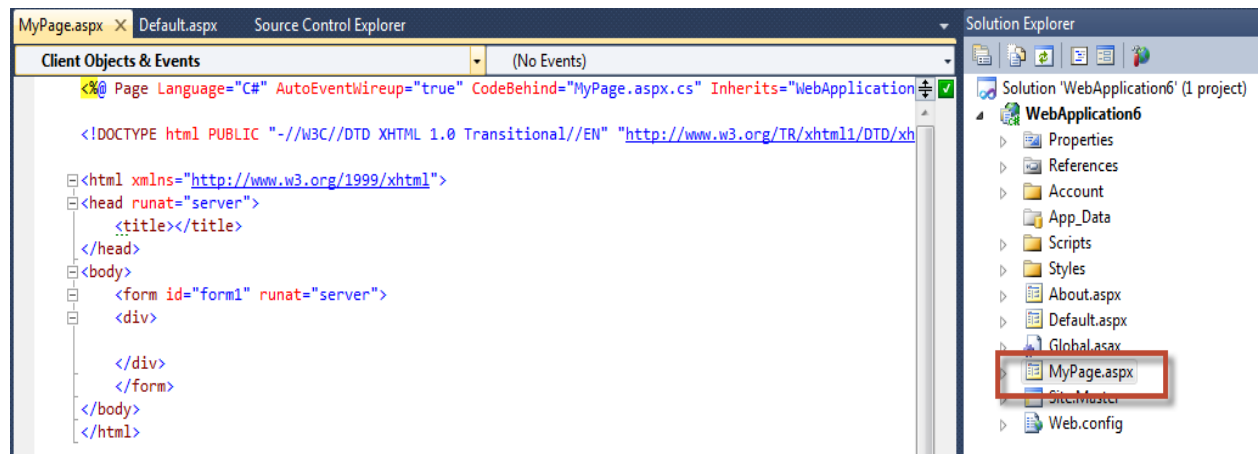 MyPage.aspx X Default.aspx Source Control Explorer
Client Objects & Events (No Events)
<%@ Page Language="C#" AutoEventWireup="true" CodeBehind="MyPage.aspx.cs" Inherits="WebApplication
<!DOCTYPE html PUBLIC "-//W3C//DTD XHTML 1.0 Transitional//EN" "http://www.w3.org/TR/xhtml1/DTD/xh
<html xmlns="http://www.w3.org/1999/xhtml">
<head runat="server">
<title></title>
</head>
<body>
<form id="form1" runat="server">
<div>
</div>
</form>
</body>
</html>
Solution Explorer
Solution 'WebApplication6' (1 project)
WebApplication6
Properties
References
Account
App_Data
Scripts
Styles
About.aspx
Default.aspx
Global.asax
MyPage.aspx
Site.Master
Web.config